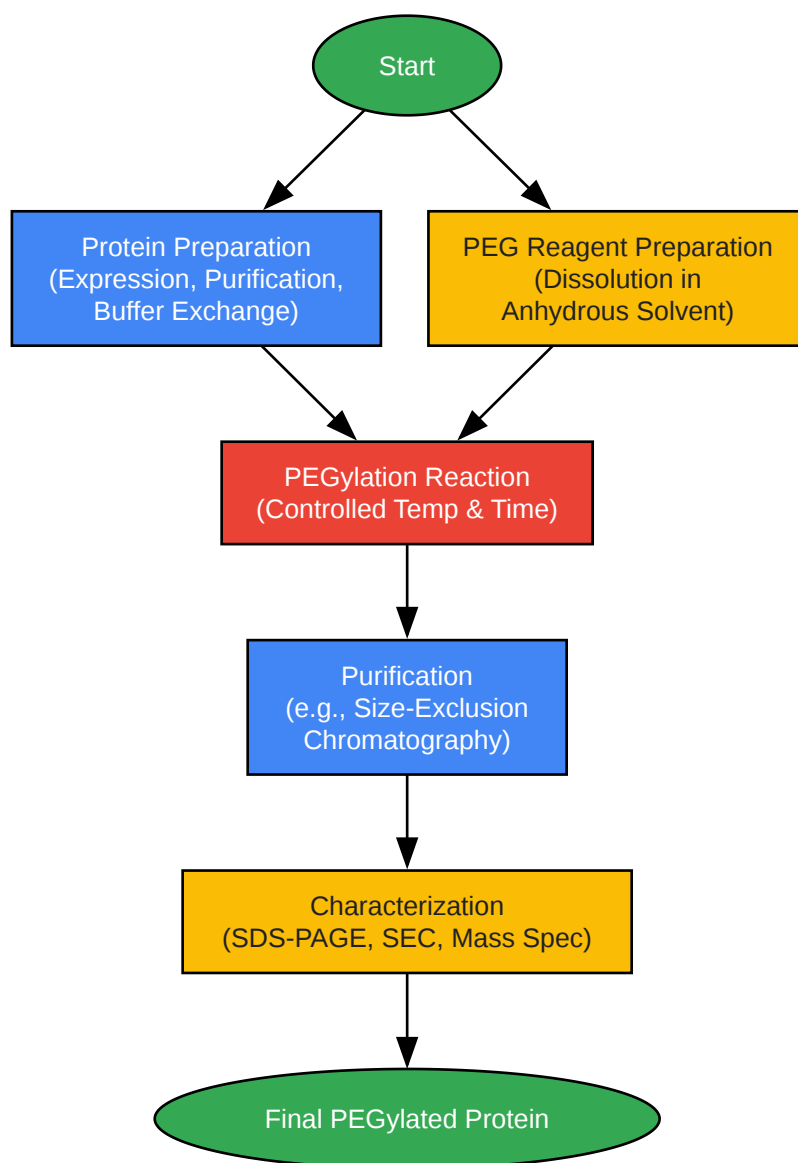 Start
Protein Preparation
(Expression, Purification,
Buffer Exchange)
PEG Reagent Preparation
(Dissolution in
Anhydrous Solvent)
PEGylation Reaction
(Controlled Temp & Time)
Purification
(e.g., Size-Exclusion
Chromatography)
Characterization
(SDS-PAGE, SEC, Mass Spec)
Final PEGylated Protein